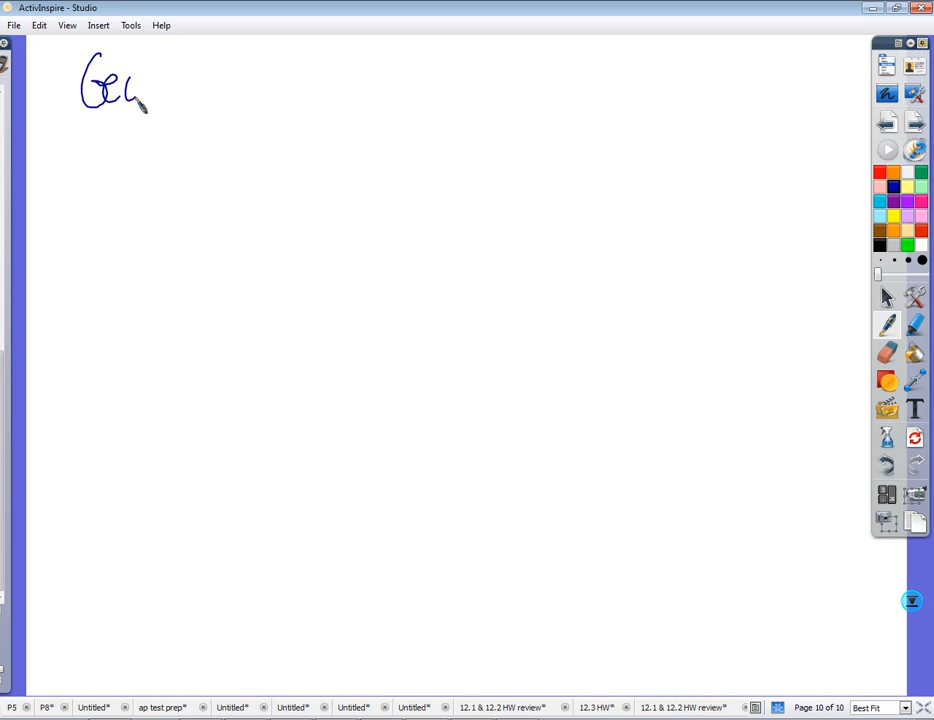 ActivInspire - Studio
File Edit View Insert Tools Help
P5 P8* Untitled* ap test prep* Untitled* Untitled* Untitled* Untitled* 12.1 & 12.2 HW review* 12.3 HW* 12.1 & 12.2 HW review* Page 10 of 10 Best Fit